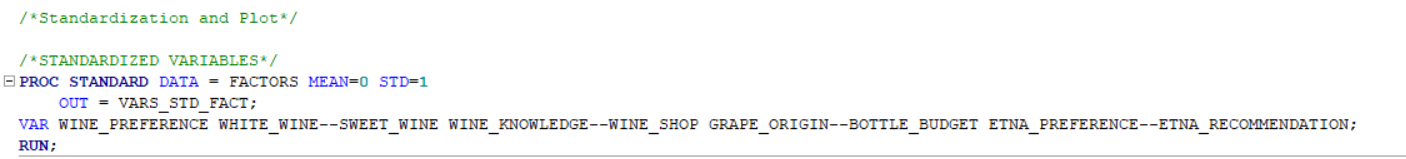 /*Standardization and Plot*/
/*STANDARDIZED VARIABLES*/
PROC STANDARD DATA = FACTORS MEAN=0 STD=1
OUT = VARS_STD_FACT;
VAR WINE_PREFERENCE WHITE_WINE--SWEET_WINE WINE_KNOWLEDGE--WINE_SHOP GRAPE_ORIGIN--BOTTLE_BUDGET ETNA_PREFERENCE--ETNA_RECOMMENDATION;
RUN;